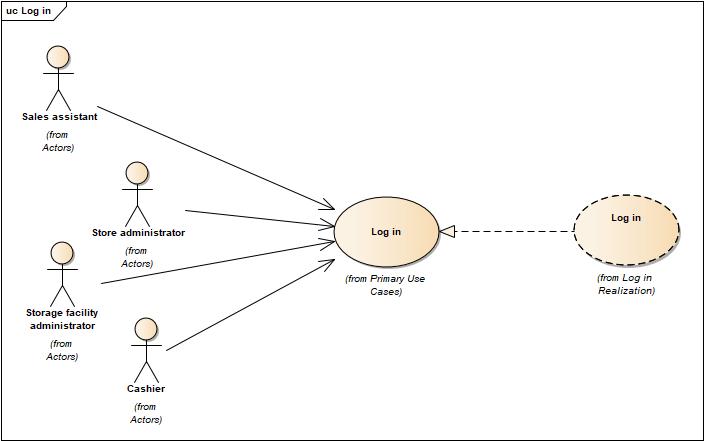 uc Log in
Sales assistant
(from
Actors)
Store administrator
(from
Actors)
Storage facility
administrator
(from
Actors)
Cashier
(from
Actors)
Log in
(from Primary Use
Cases)
Log in
(from Log in
Realization)